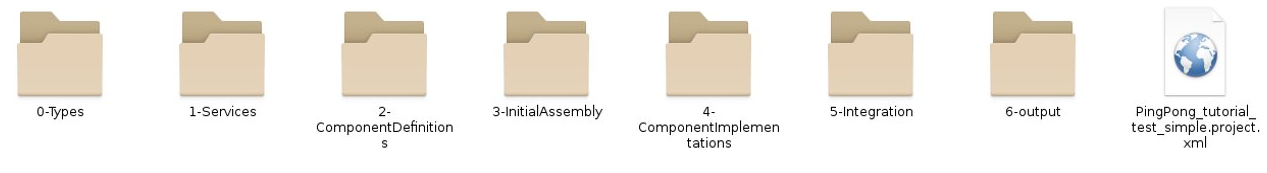 0-Types
1-Services
2-
ComponentDefinition
s
3-InitialAssembly
4-
ComponentImplemen
tations
5-Integration
6-output
PingPong_tutorial_
test_simple.project.
xml